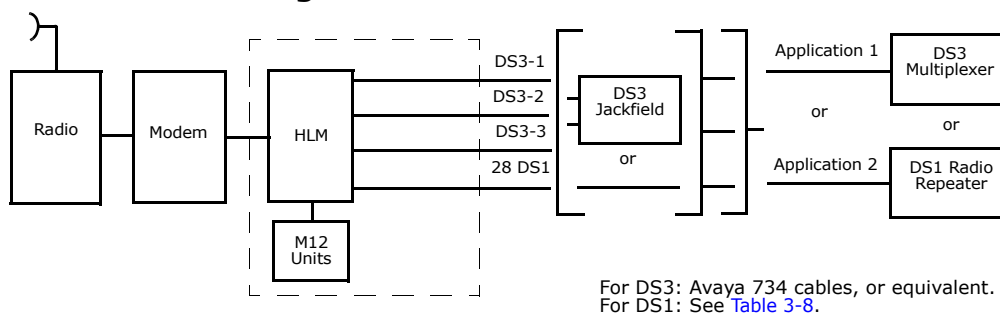 Radio
Modem
HLM
M12
Units
DS3-1
DS3-2
DS3-3
28 DS1
DS3
Jackfield
or
Application 1
or
Application 2
DS3
Multiplexer
or
DS1 Radio
Repeater
For DS3: Avaya 734 cables, or equivalent.
For DS1: See Table 3-8.